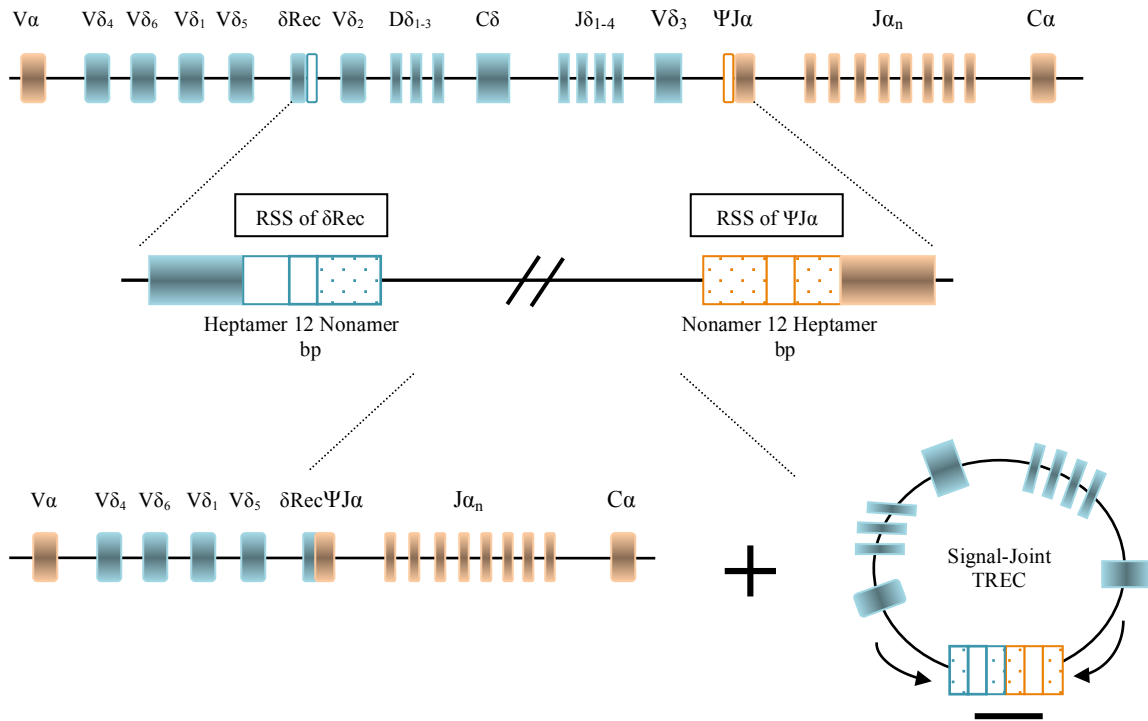 Vα Vδ₄ Vδ₆ Vδ₁ Vδ₅ δRec Vδ₂ Dδ₁₋₃ Cδ Jδ₁₋₄ Vδ₃ ΨJα Jαₙ Cα
RSS of δRec RSS of ΨJα
Heptamer 12 Nonamer
bp
Nonamer 12 Heptamer
bp
Vα Vδ₄ Vδ₆ Vδ₁ Vδ₅ δRecΨJα Jαₙ Cα
+
Signal-Joint
TREC